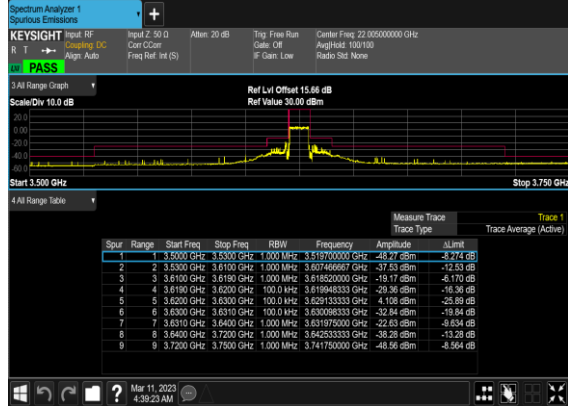 Spectrum Analyzer 1
Spurious Emissions
+
KEYSIGHT Input: RF Input Z: 50 Ω Atten: 20 dB Trig: Free Run Center Freq: 22.005000000 GHz
R T Coupling: DC Corr CCorr Gate: Off Avg|Hold: 100/100
Align: Auto Freq Ref: Int (S) IF Gain: Low Radio Std: None
PASS
3 All Range Graph
Ref Lvl Offset 15.66 dB
Scale/Div 10.0 dB Ref Value 30.00 dBm
20.0
0.00
-20.0
-40.0
-60.0
Start 3.500 GHz Stop 3.750 GHz
4 All Range Table
Measure Trace Trace 1
Trace Type Trace Average (Active)
Spur Range Start Freq Stop Freq RBW Frequency Amplitude ΔLimit
1 1 3.5000 GHz 3.5300 GHz 1.000 MHz 3.519700000 GHz -48.27 dBm -8.274 dB
2 2 3.5300 GHz 3.6100 GHz 1.000 MHz 3.607466667 GHz -37.53 dBm -12.53 dB
3 3 3.6100 GHz 3.6190 GHz 1.000 MHz 3.618520000 GHz -19.17 dBm -6.170 dB
4 4 3.6190 GHz 3.6200 GHz 100.0 kHz 3.619948333 GHz -29.36 dBm -16.36 dB
5 5 3.6200 GHz 3.6300 GHz 100.0 kHz 3.629133333 GHz 4.108 dBm -25.89 dB
6 6 3.6300 GHz 3.6310 GHz 100.0 kHz 3.630098333 GHz -32.84 dBm -19.84 dB
7 7 3.6310 GHz 3.6400 GHz 1.000 MHz 3.631975000 GHz -22.63 dBm -9.634 dB
8 8 3.6400 GHz 3.7200 GHz 1.000 MHz 3.642533333 GHz -38.28 dBm -13.28 dB
9 9 3.7200 GHz 3.7500 GHz 1.000 MHz 3.741750000 GHz -48.56 dBm -8.564 dB
? Mar 11, 2023
4:39:23 AM